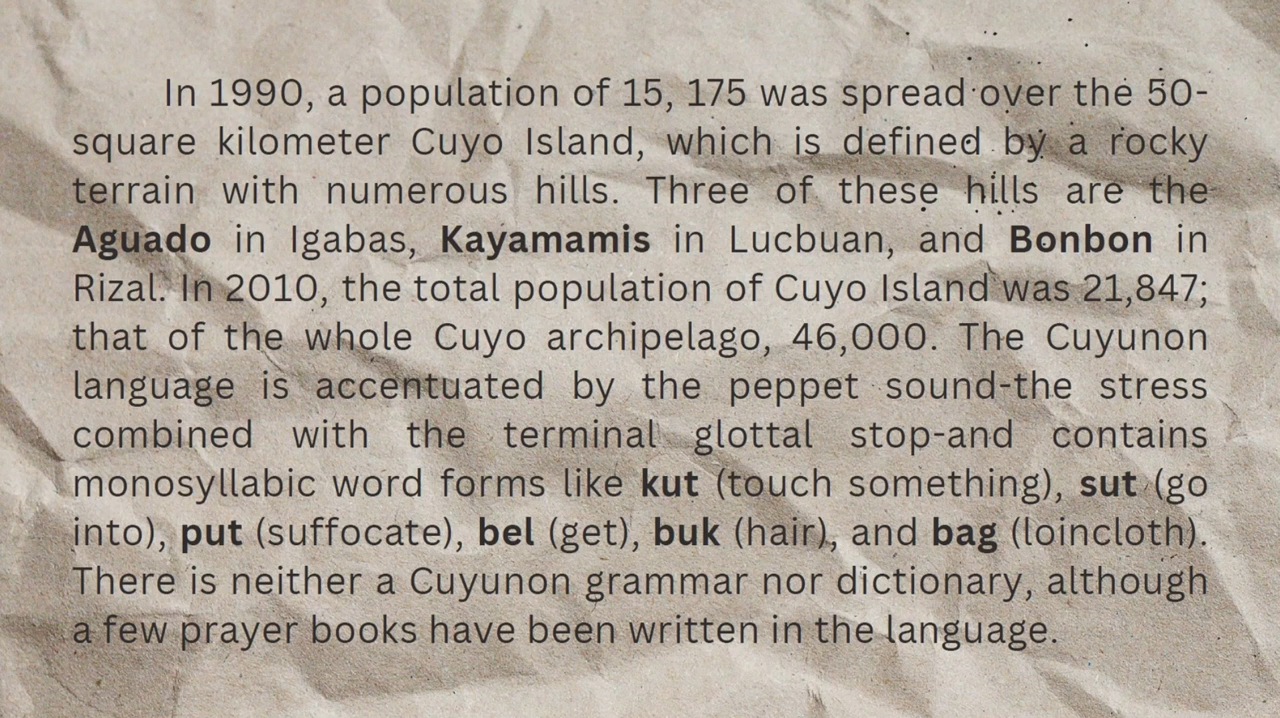 In 1990, a population of 15, 175 was spread over the 50-
square kilometer Cuyo Island, which is defined by a rocky
terrain with numerous hills. Three of these hills are the
Aguado in Igabas, Kayamamis in Lucbuan, and Bonbon in
Rizal. In 2010, the total population of Cuyo Island was 21,847;
that of the whole Cuyo archipelago, 46,000. The Cuyunon
language is accentuated by the peppet sound-the stress
combined with the terminal glottal stop-and contains
monosyllabic word forms like kut (touch something), sut (go
into), put (suffocate), bel (get), buk (hair), and bag (loincloth).
There is neither a Cuyunon grammar nor dictionary, although
a few prayer books have been written in the language.